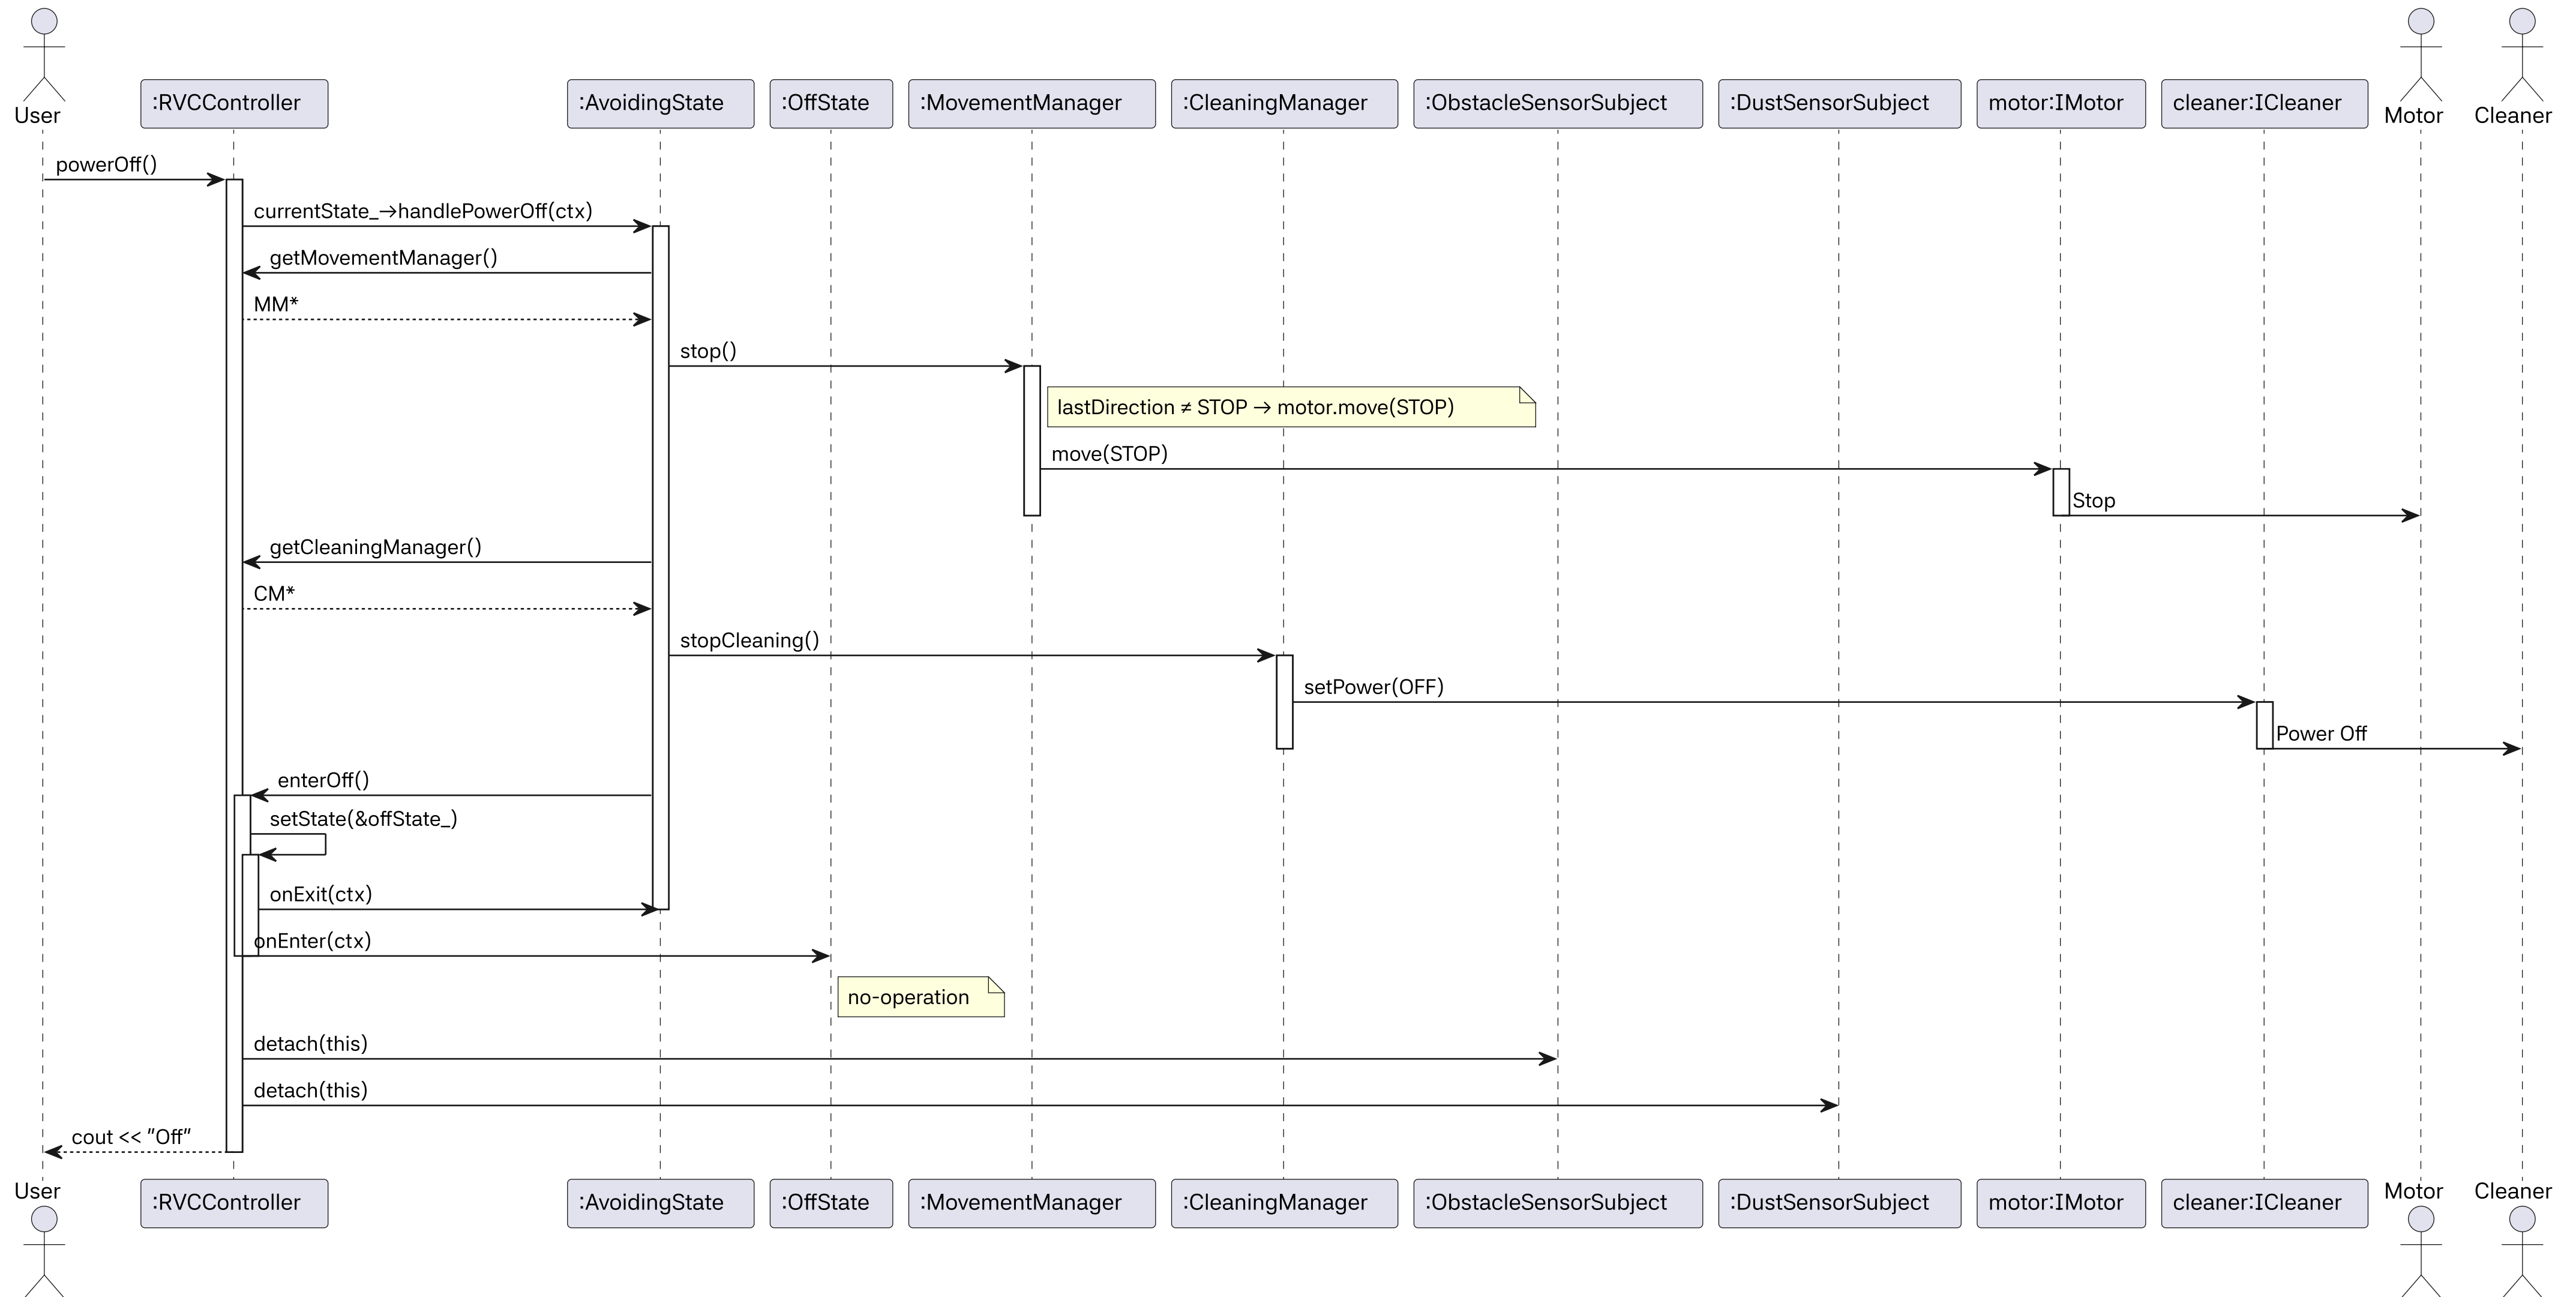 User
:RVCController
:AvoidingState
:OffState
:MovementManager
:CleaningManager
:ObstacleSensorSubject
:DustSensorSubject
motor:IMotor
cleaner:ICleaner
Motor
Cleaner
powerOff()
currentState_→handlePowerOff(ctx)
getMovementManager()
MM*
stop()
lastDirection ≠ STOP → motor.move(STOP)
move(STOP)
Stop
getCleaningManager()
CM*
stopCleaning()
setPower(OFF)
Power Off
enterOff()
setState(&offState_)
onExit(ctx)
onEnter(ctx)
no-operation
detach(this)
detach(this)
cout << "Off"
User
:RVCController
:AvoidingState
:OffState
:MovementManager
:CleaningManager
:ObstacleSensorSubject
:DustSensorSubject
motor:IMotor
cleaner:ICleaner
Motor
Cleaner